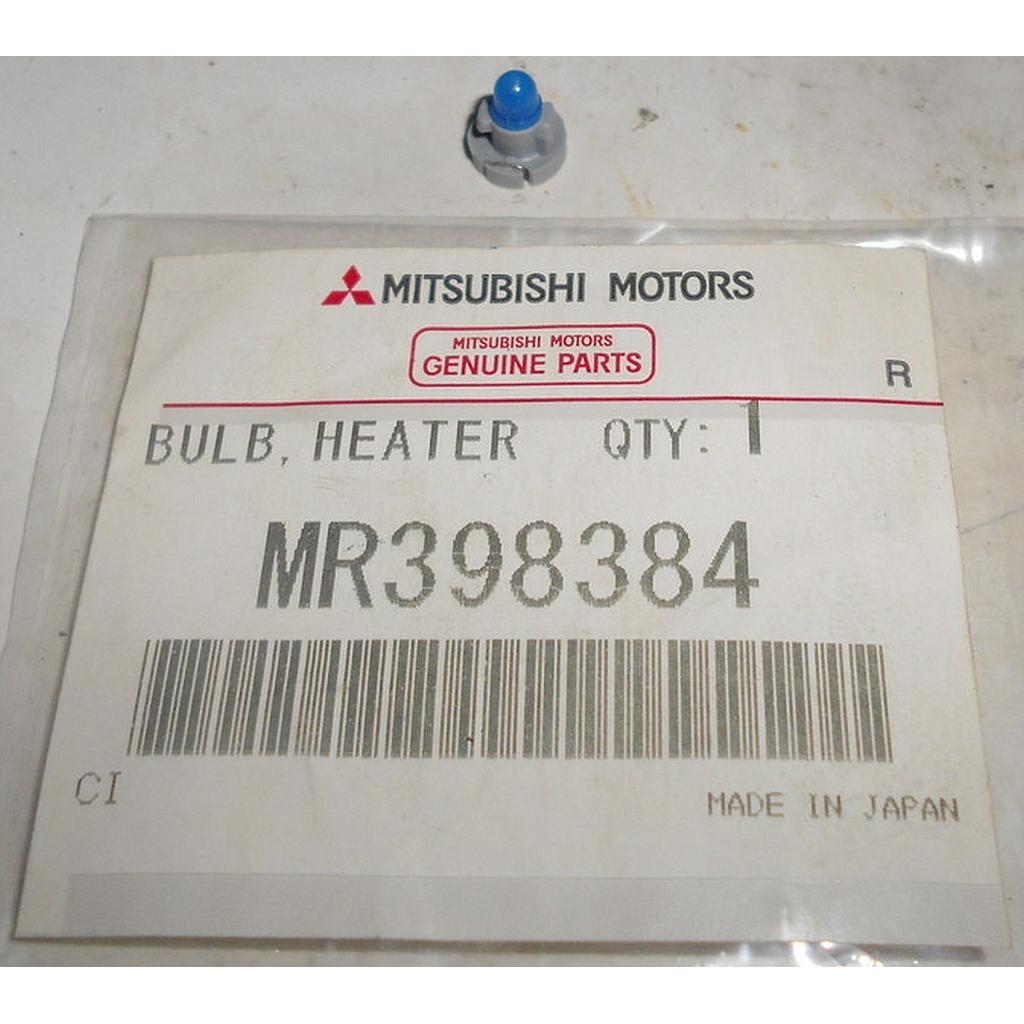 MITSUBISHI MOTORS
MITSUBISHI MOTORS
GENUINE PARTS
R
BULB, HEATER QTY: 1
MR398384
CI
MADE IN JAPAN